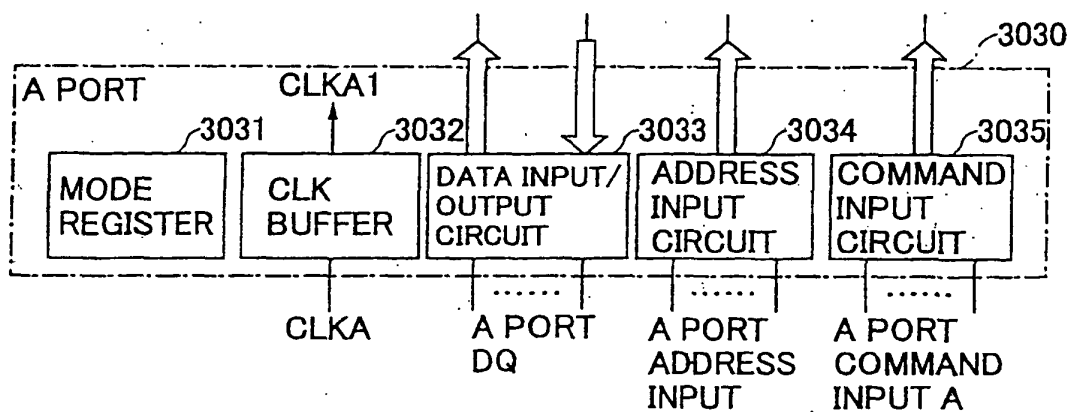 3030
A PORT
CLKA1
3031
3032
3033
3034
3035
MODE
REGISTER
CLK
BUFFER
DATA INPUT/
OUTPUT
CIRCUIT
ADDRESS
INPUT
CIRCUIT
COMMAND
INPUT
CIRCUIT
CLKA
A PORT
DQ
A PORT
ADDRESS
INPUT
A PORT
COMMAND
INPUT A